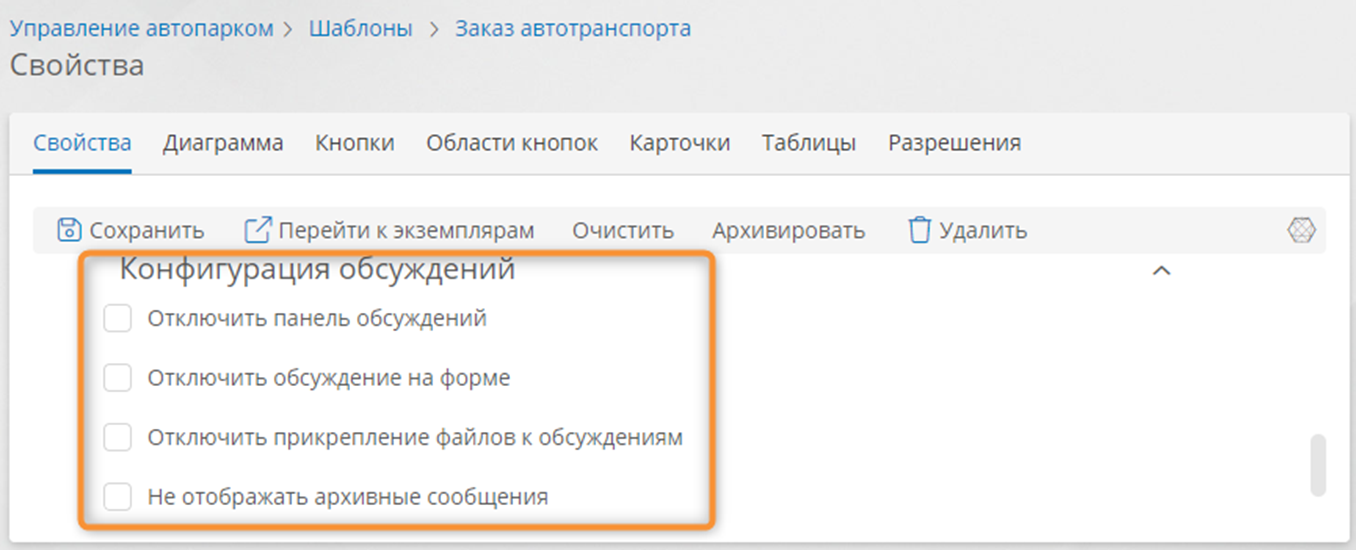 Управление автопарком > Шаблоны > Заказ автотранспорта
Свойства
Свойства Диаграмма Кнопки Области кнопок Карточки Таблицы Разрешения
Сохранить Перейти к экземплярам Очистить Архивировать Удалить
Конфигурация обсуждений
Отключить панель обсуждений
Отключить обсуждение на форме
Отключить прикрепление файлов к обсуждениям
Не отображать архивные сообщения